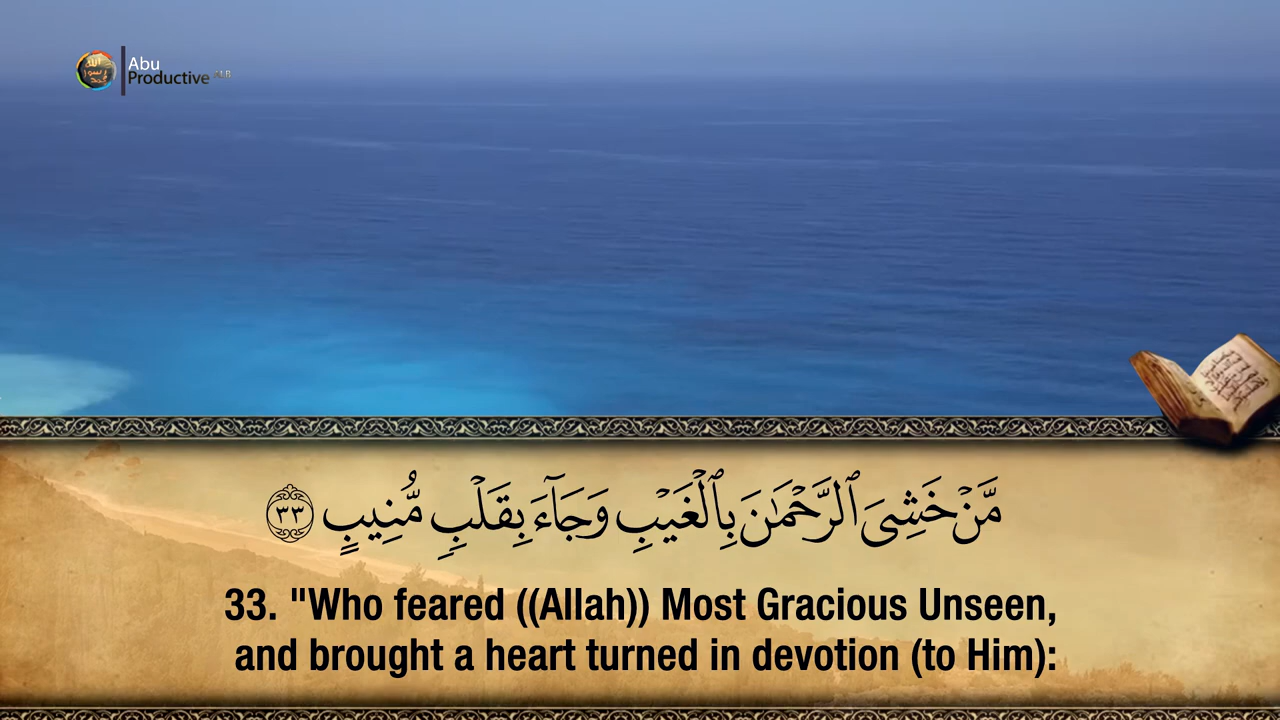 Abu
Productive ALB
مَّنْ خَشِىَ ٱلرَّحْمَـٰنَ بِٱلْغَيْبِ وَجَآءَ بِقَلْبٍ مُّنِيبٍ ٣٣
33. "Who feared ((Allah)) Most Gracious Unseen,
and brought a heart turned in devotion (to Him):